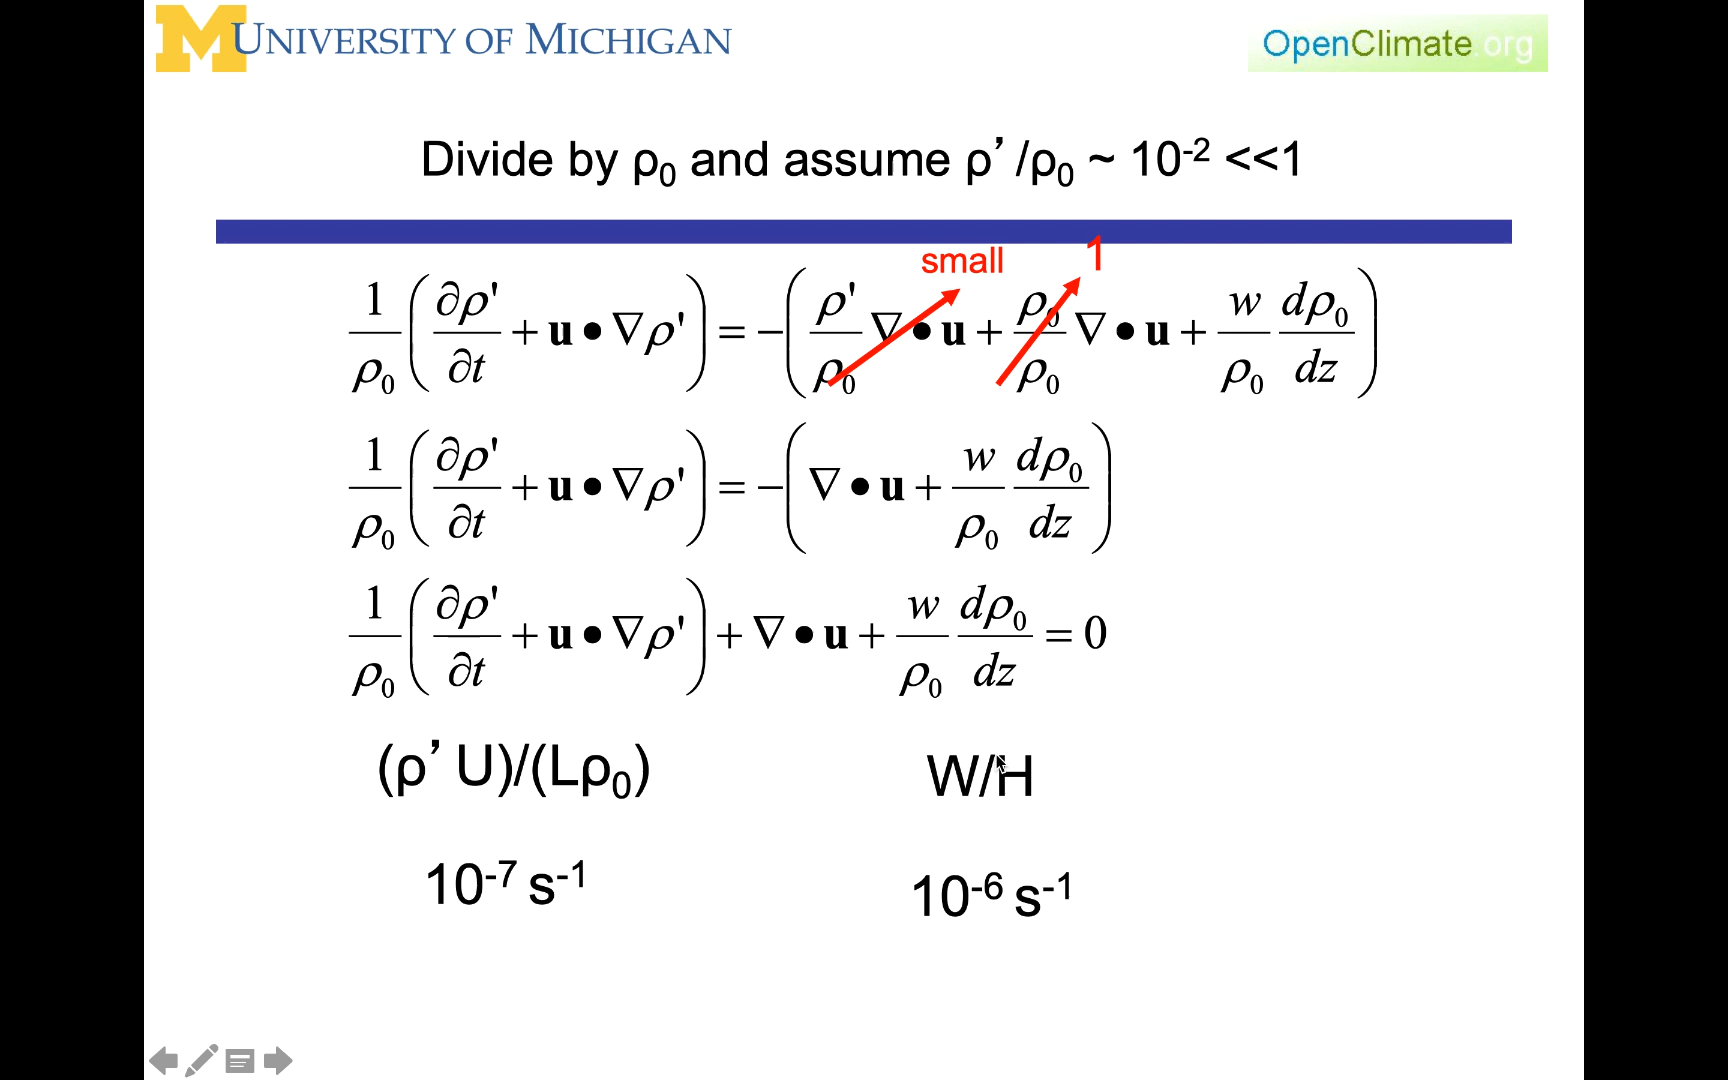 UNIVERSITY OF MICHIGAN
OpenClimate.org
Divide by ρ₀ and assume ρ’/ρ₀ ~ 10⁻² <<1
small 1
1/ρ₀ (∂ρ'/∂t + u • ∇ρ') = −(ρ'/ρ₀ ∇ • u + ρ₀/ρ₀ ∇ • u + w/ρ₀ dρ₀/dz)
1/ρ₀ (∂ρ'/∂t + u • ∇ρ') = −(∇ • u + w/ρ₀ dρ₀/dz)
1/ρ₀ (∂ρ'/∂t + u • ∇ρ') + ∇ • u + w/ρ₀ dρ₀/dz = 0
(ρ’ U)/(Lρ₀) W/H
10⁻⁷ s⁻¹ 10⁻⁶ s⁻¹